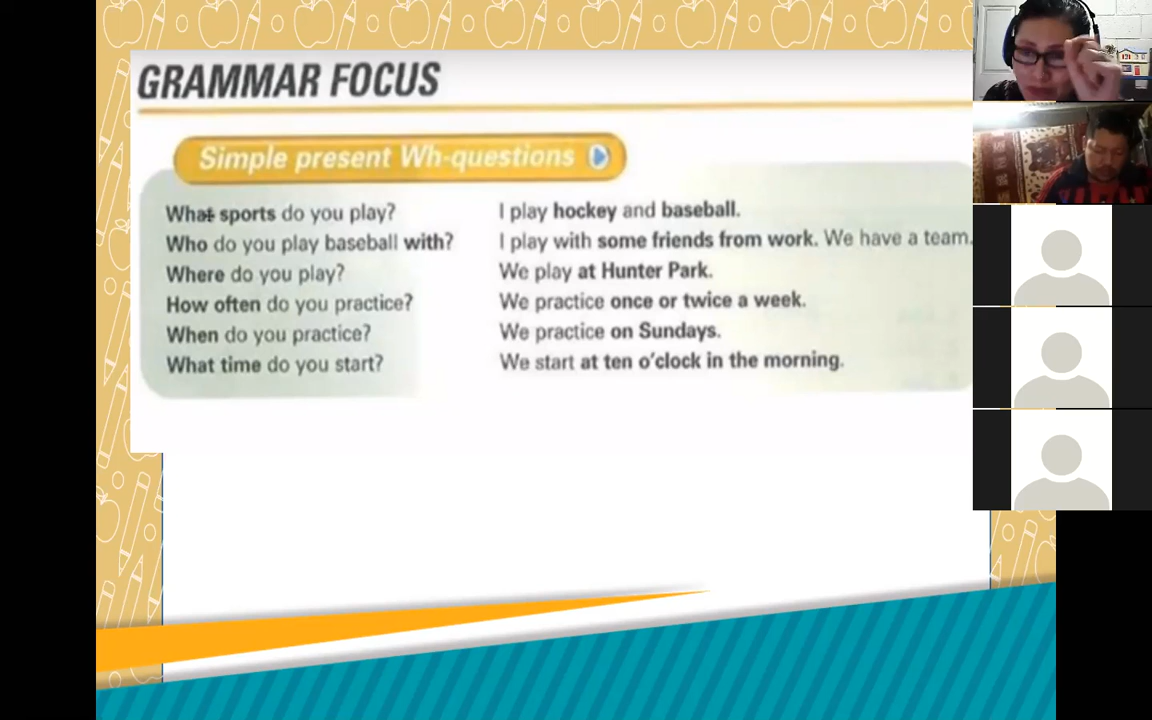 GRAMMAR FOCUS
Simple present Wh-questions
What sports do you play? I play hockey and baseball.
Who do you play baseball with? I play with some friends from work. We have a team.
Where do you play? We play at Hunter Park.
How often do you practice? We practice once or twice a week.
When do you practice? We practice on Sundays.
What time do you start? We start at ten o'clock in the morning.